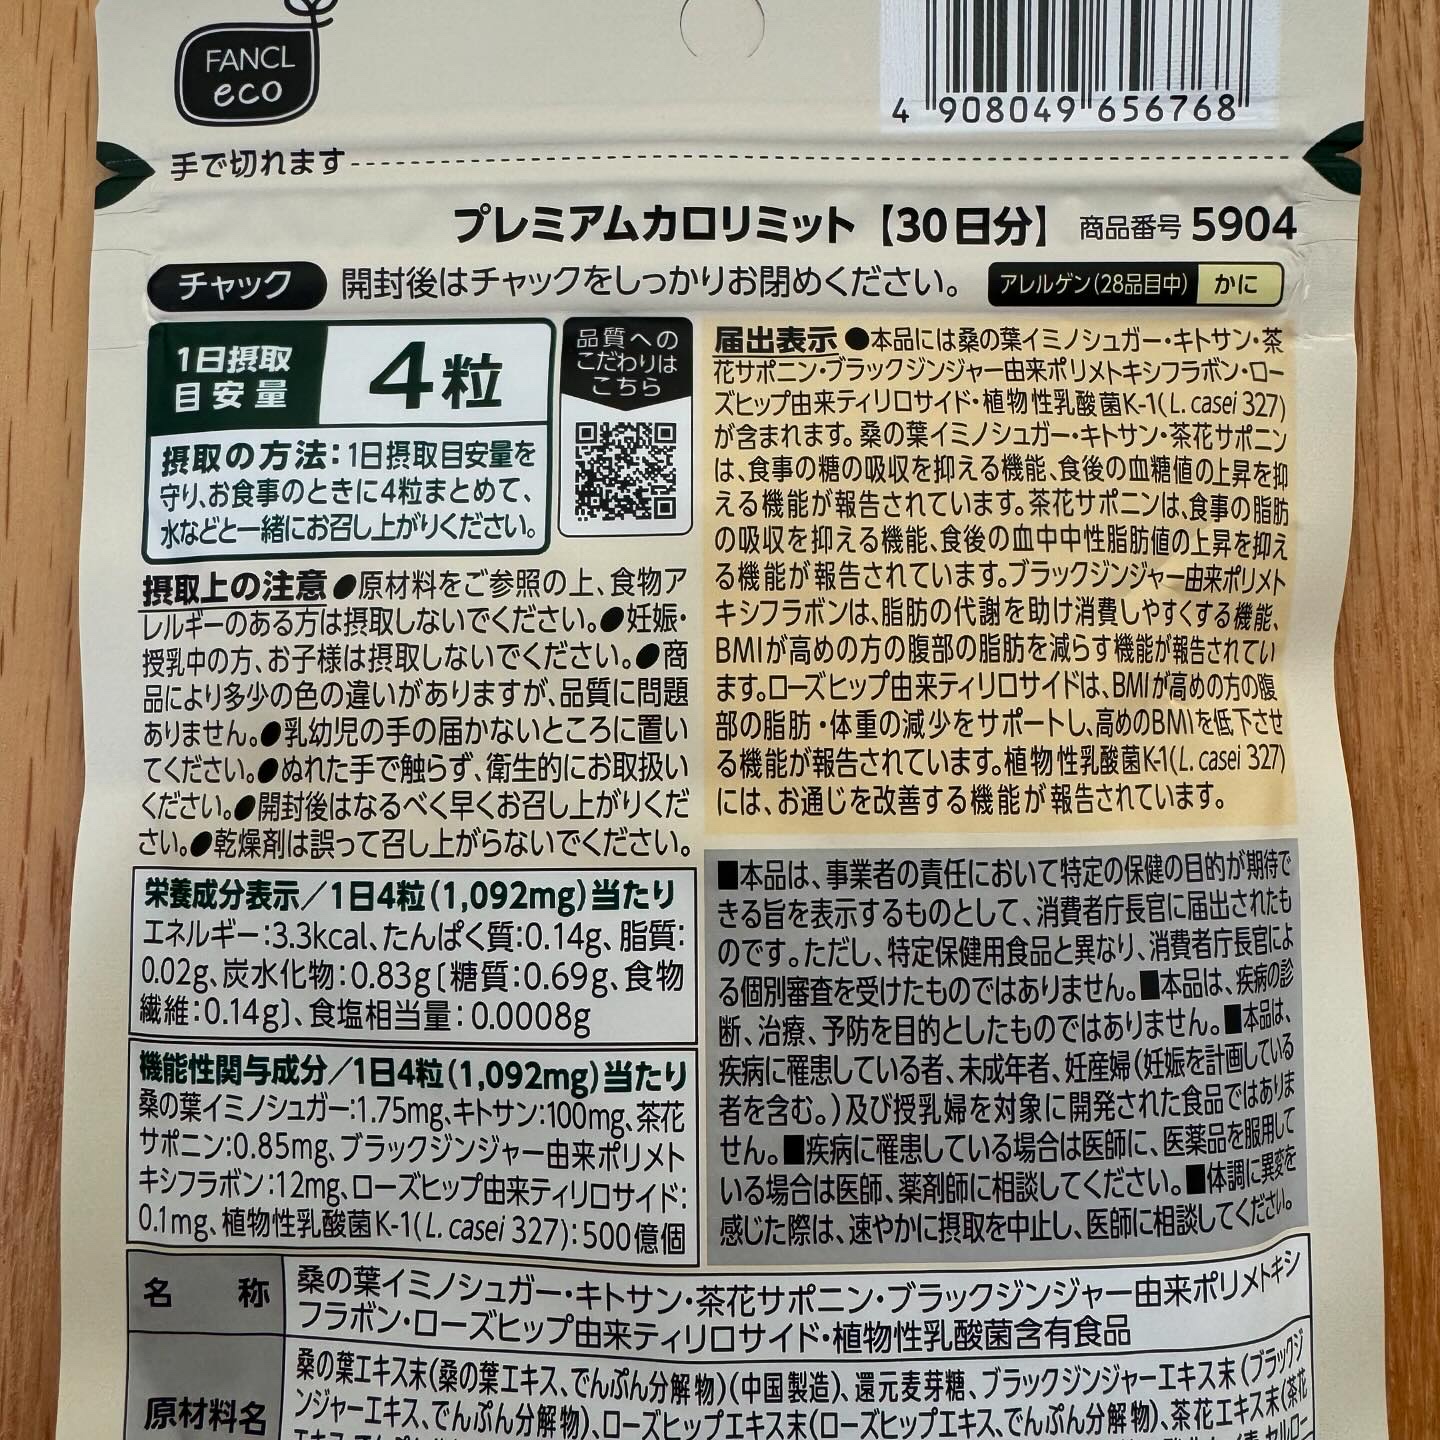 FANCL
eco
4 908049 656768
手で切れます
プレミアムカロリミット【30日分】 商品番号 5904
チャック 開封後はチャックをしっかりお閉めください。 アレルゲン(28品目中) かに
1日摂取
目安量
4粒
摂取の方法：1日摂取目安量を
守り、お食事のときに4粒まとめて、
水などと一緒にお召し上がりください。
品質への
こだわりは
こちら
摂取上の注意 ●原材料をご参照の上、食物ア
レルギーのある方は摂取しないでください。●妊娠・
授乳中の方、お子様は摂取しないでください。●商
品により多少の色の違いがありますが、品質に問題
ありません。●乳幼児の手の届かないところに置い
てください。●ぬれた手で触らず、衛生的にお取扱い
ください。●開封後はなるべく早くお召し上がりくだ
さい。●乾燥剤は誤って召し上がらないでください。
栄養成分表示／1日4粒(1,092mg)当たり
エネルギー：3.3kcal、たんぱく質：0.14g、脂質：
0.02g、炭水化物：0.83g〔糖質：0.69g、食物
繊維：0.14g〕、食塩相当量：0.0008g
機能性関与成分／1日4粒(1,092mg)当たり
桑の葉イミノシュガー：1.75mg、キトサン：100mg、茶花
サポニン：0.85mg、ブラックジンジャー由来ポリメト
キシフラボン：12mg、ローズヒップ由来ティリロサイド：
0.1mg、植物性乳酸菌K-1(L. casei 327)：500億個
届出表示 ●本品には桑の葉イミノシュガー・キトサン・茶
花サポニン・ブラックジンジャー由来ポリメトキシフラボン・ロー
ズヒップ由来ティリロサイド・植物性乳酸菌K-1(L. casei 327)
が含まれます。桑の葉イミノシュガー・キトサン・茶花サポニン
は、食事の糖の吸収を抑える機能、食後の血糖値の上昇を抑
える機能が報告されています。茶花サポニンは、食事の脂肪
の吸収を抑える機能、食後の血中中性脂肪値の上昇を抑え
る機能が報告されています。ブラックジンジャー由来ポリメト
キシフラボンは、脂肪の代謝を助け消費しやすくする機能、
BMIが高めの方の腹部の脂肪を減らす機能が報告されてい
ます。ローズヒップ由来ティリロサイドは、BMIが高めの方の腹
部の脂肪・体重の減少をサポートし、高めのBMIを低下させ
る機能が報告されています。植物性乳酸菌K-1(L. casei 327)
には、お通じを改善する機能が報告されています。
■本品は、事業者の責任において特定の保健の目的が期待で
きる旨を表示するものとして、消費者庁長官に届出されたも
のです。ただし、特定保健用食品と異なり、消費者庁長官によ
る個別審査を受けたものではありません。■本品は、疾病の診
断、治療、予防を目的としたものではありません。■本品は、
疾病に罹患している者、未成年者、妊産婦(妊娠を計画している
者を含む。)及び授乳婦を対象に開発された食品ではありま
せん。■疾病に罹患している場合は医師に、医薬品を服用して
いる場合は医師、薬剤師に相談してください。■体調に異変を
感じた際は、速やかに摂取を中止し、医師に相談してください。
名 称 桑の葉イミノシュガー・キトサン・茶花サポニン・ブラックジンジャー由来ポリメトキシ
フラボン・ローズヒップ由来ティリロサイド・植物性乳酸菌含有食品
原材料名 桑の葉エキス末(桑の葉エキス、でんぷん分解物)(中国製造)、還元麦芽糖、ブラックジンジャーエキス末(ブラックジ
ンジャーエキス、でんぷん分解物)、ローズヒップエキス末(ローズヒップエキス、でんぷん分解物)、茶花エキス末(茶花